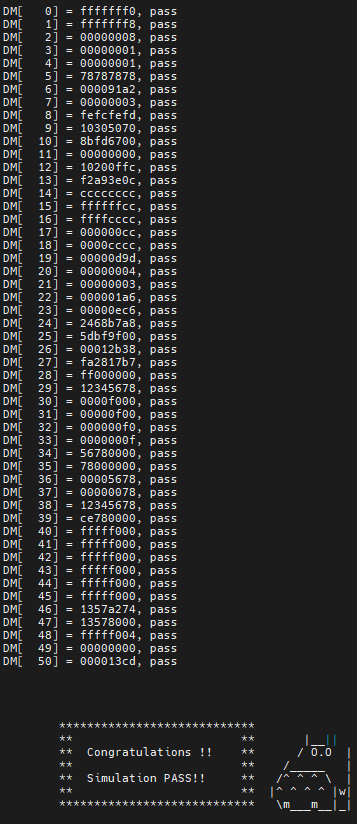 DM[   0] = fffffff0, pass
DM[   1] = fffffff8, pass
DM[   2] = 00000008, pass
DM[   3] = 00000001, pass
DM[   4] = 00000001, pass
DM[   5] = 78787878, pass
DM[   6] = 000091a2, pass
DM[   7] = 00000003, pass
DM[   8] = fefcfefd, pass
DM[   9] = 10305070, pass
DM[  10] = 8bfd6700, pass
DM[  11] = 00000000, pass
DM[  12] = 10200ffc, pass
DM[  13] = f2a93e0c, pass
DM[  14] = cccccccc, pass
DM[  15] = ffffffcc, pass
DM[  16] = ffffcccc, pass
DM[  17] = 000000cc, pass
DM[  18] = 0000cccc, pass
DM[  19] = 00000d9d, pass
DM[  20] = 00000004, pass
DM[  21] = 00000003, pass
DM[  22] = 000001a6, pass
DM[  23] = 00000ec6, pass
DM[  24] = 2468b7a8, pass
DM[  25] = 5dbf9f00, pass
DM[  26] = 00012b38, pass
DM[  27] = fa2817b7, pass
DM[  28] = ff000000, pass
DM[  29] = 12345678, pass
DM[  30] = 0000f000, pass
DM[  31] = 00000f00, pass
DM[  32] = 000000f0, pass
DM[  33] = 0000000f, pass
DM[  34] = 56780000, pass
DM[  35] = 78000000, pass
DM[  36] = 00005678, pass
DM[  37] = 00000078, pass
DM[  38] = 12345678, pass
DM[  39] = ce780000, pass
DM[  40] = fffff000, pass
DM[  41] = fffff000, pass
DM[  42] = fffff000, pass
DM[  43] = fffff000, pass
DM[  44] = fffff000, pass
DM[  45] = fffff000, pass
DM[  46] = 1357a274, pass
DM[  47] = 13578000, pass
DM[  48] = fffff004, pass
DM[  49] = 00000000, pass
DM[  50] = 000013cd, pass
****************************
**                        **       |__||
**  Congratulations !!    **      / O.O  |
**                        **    /_____   |
**  Simulation PASS!!     **   /^ ^ ^ \  |
**                        **  |^ ^ ^ ^ |w|
****************************   \m___m__|_|